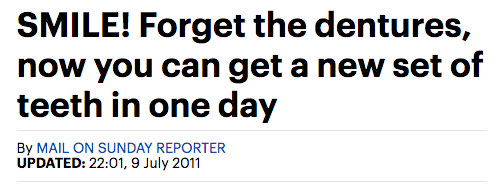 SMILE! Forget the dentures,
now you can get a new set of
teeth in one day
By MAIL ON SUNDAY REPORTER
UPDATED: 22:01, 9 July 2011